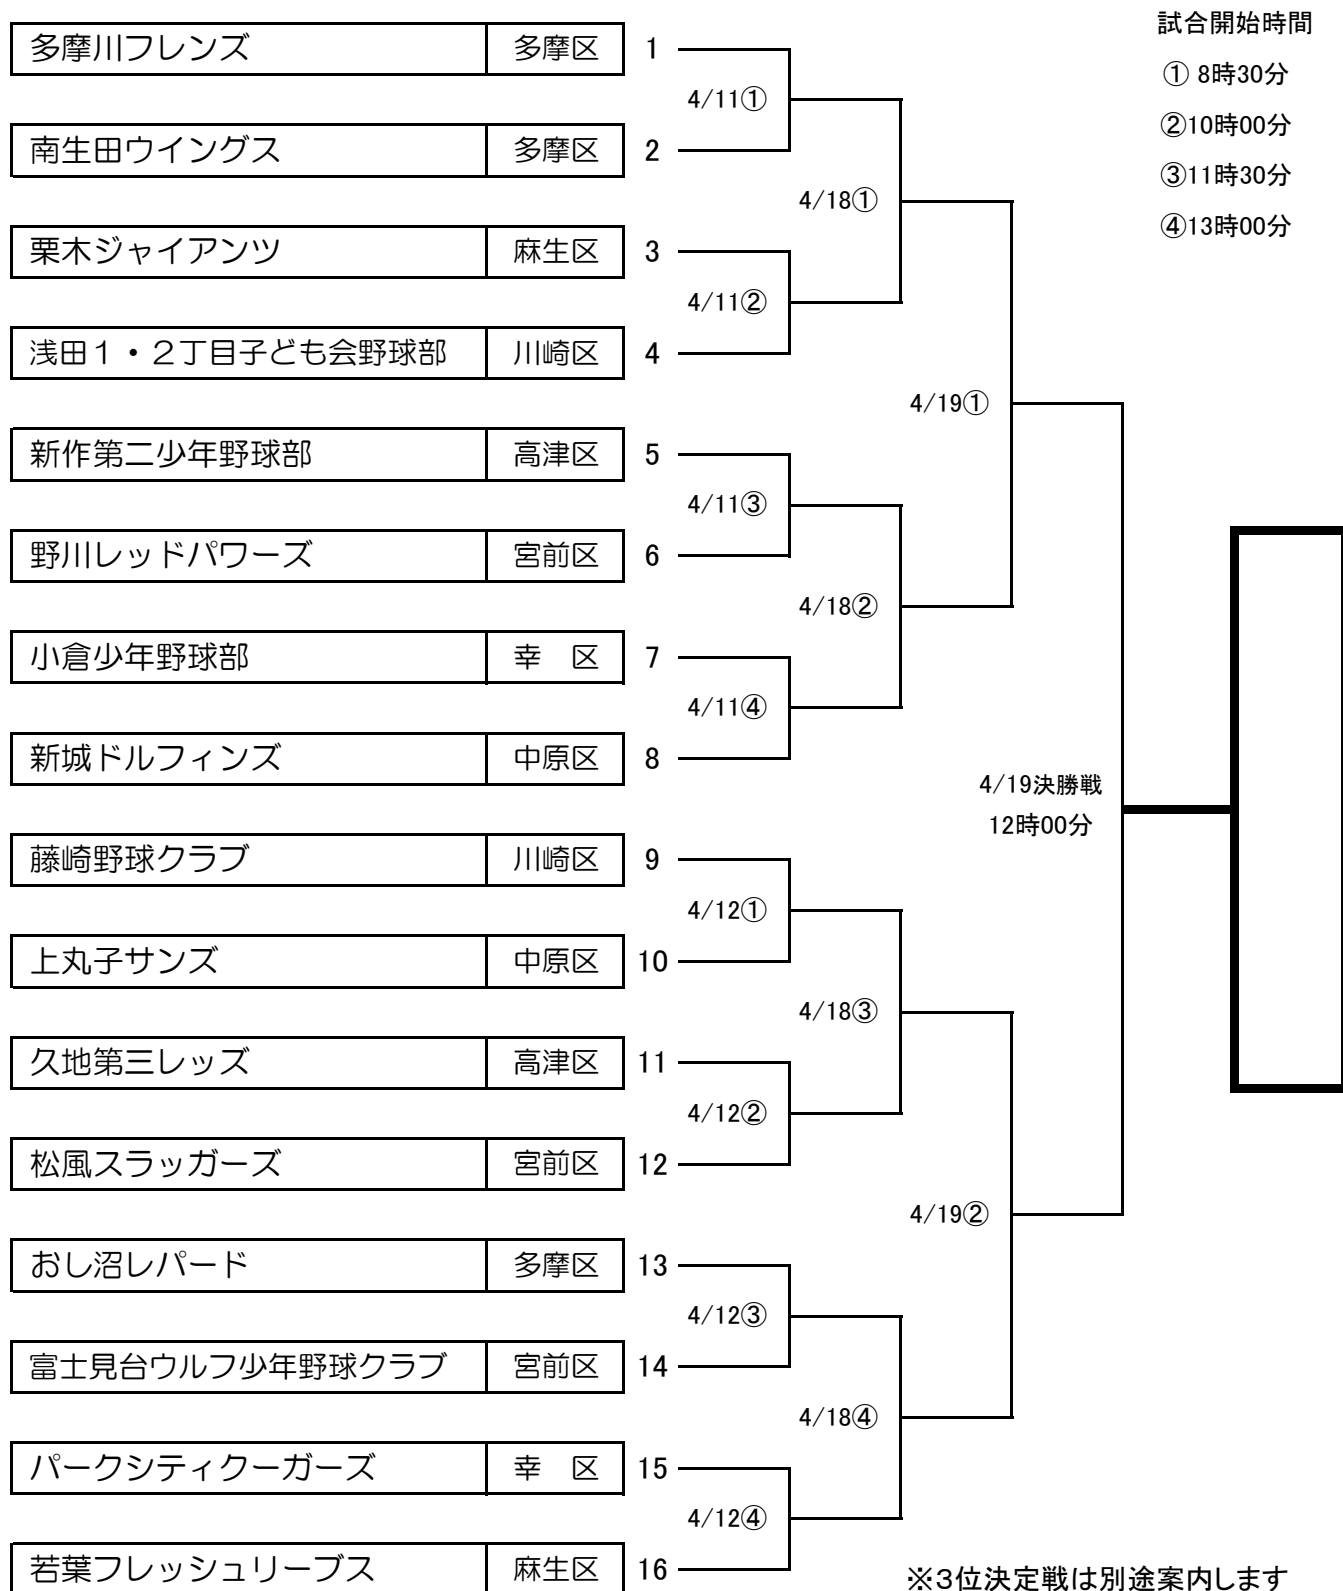 試合開始時間
① 8時30分
②10時00分
③11時30分
④13時00分
多摩川フレンズ 多摩区 1
4/11①
南生田ウイングス 多摩区 2
4/18①
栗木ジャイアンツ 麻生区 3
4/11②
浅田１・２丁目子ども会野球部 川崎区 4
4/19①
新作第二少年野球部 高津区 5
4/11③
野川レッドパワーズ 宮前区 6
4/18②
小倉少年野球部 幸　区 7
4/11④
新城ドルフィンズ 中原区 8
4/19決勝戦
12時00分
藤崎野球クラブ 川崎区 9
4/12①
上丸子サンズ 中原区 10
4/18③
久地第三レッズ 高津区 11
4/12②
松風スラッガーズ 宮前区 12
4/19②
おし沼レパード 多摩区 13
4/12③
富士見台ウルフ少年野球クラブ 宮前区 14
4/18④
パークシティクーガーズ 幸　区 15
4/12④
若葉フレッシュリーブス 麻生区 16
※3位決定戦は別途案内します